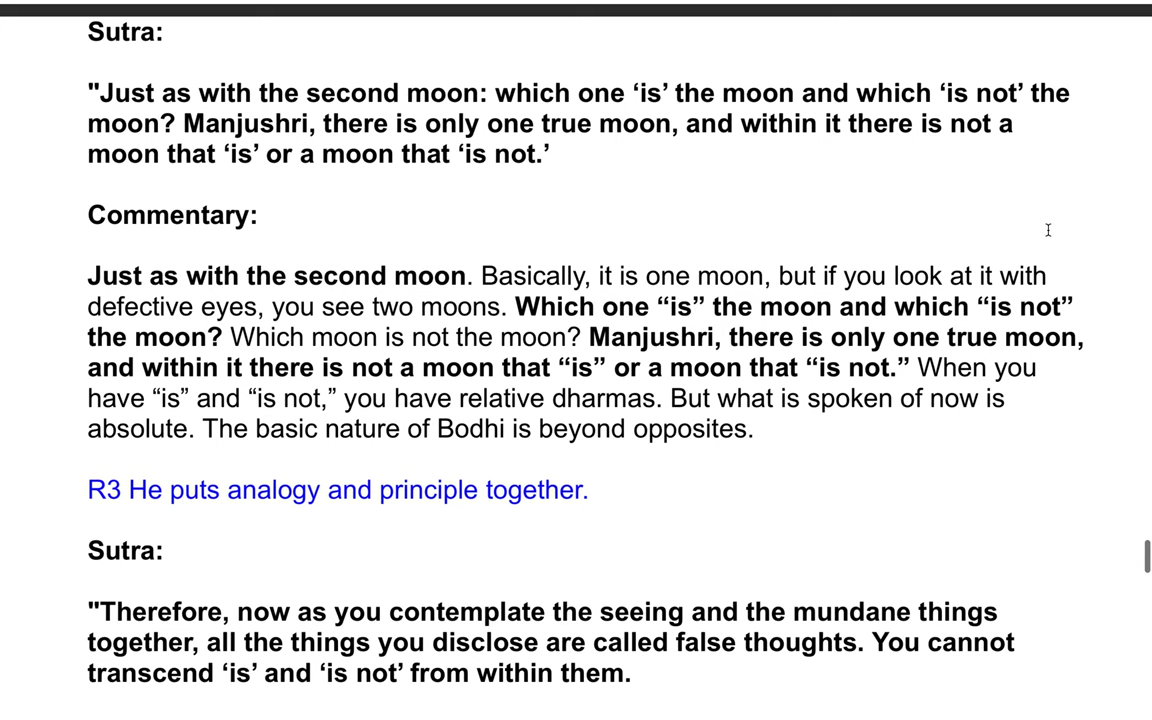 Sutra:
"Just as with the second moon: which one ‘is’ the moon and which ‘is not’ the
moon? Manjushri, there is only one true moon, and within it there is not a
moon that ‘is’ or a moon that ‘is not.’
Commentary:
Just as with the second moon. Basically, it is one moon, but if you look at it with
defective eyes, you see two moons. Which one “is” the moon and which “is not”
the moon? Which moon is not the moon? Manjushri, there is only one true moon,
and within it there is not a moon that “is” or a moon that “is not.” When you
have “is” and “is not,” you have relative dharmas. But what is spoken of now is
absolute. The basic nature of Bodhi is beyond opposites.
R3 He puts analogy and principle together.
Sutra:
"Therefore, now as you contemplate the seeing and the mundane things
together, all the things you disclose are called false thoughts. You cannot
transcend ‘is’ and ‘is not’ from within them.